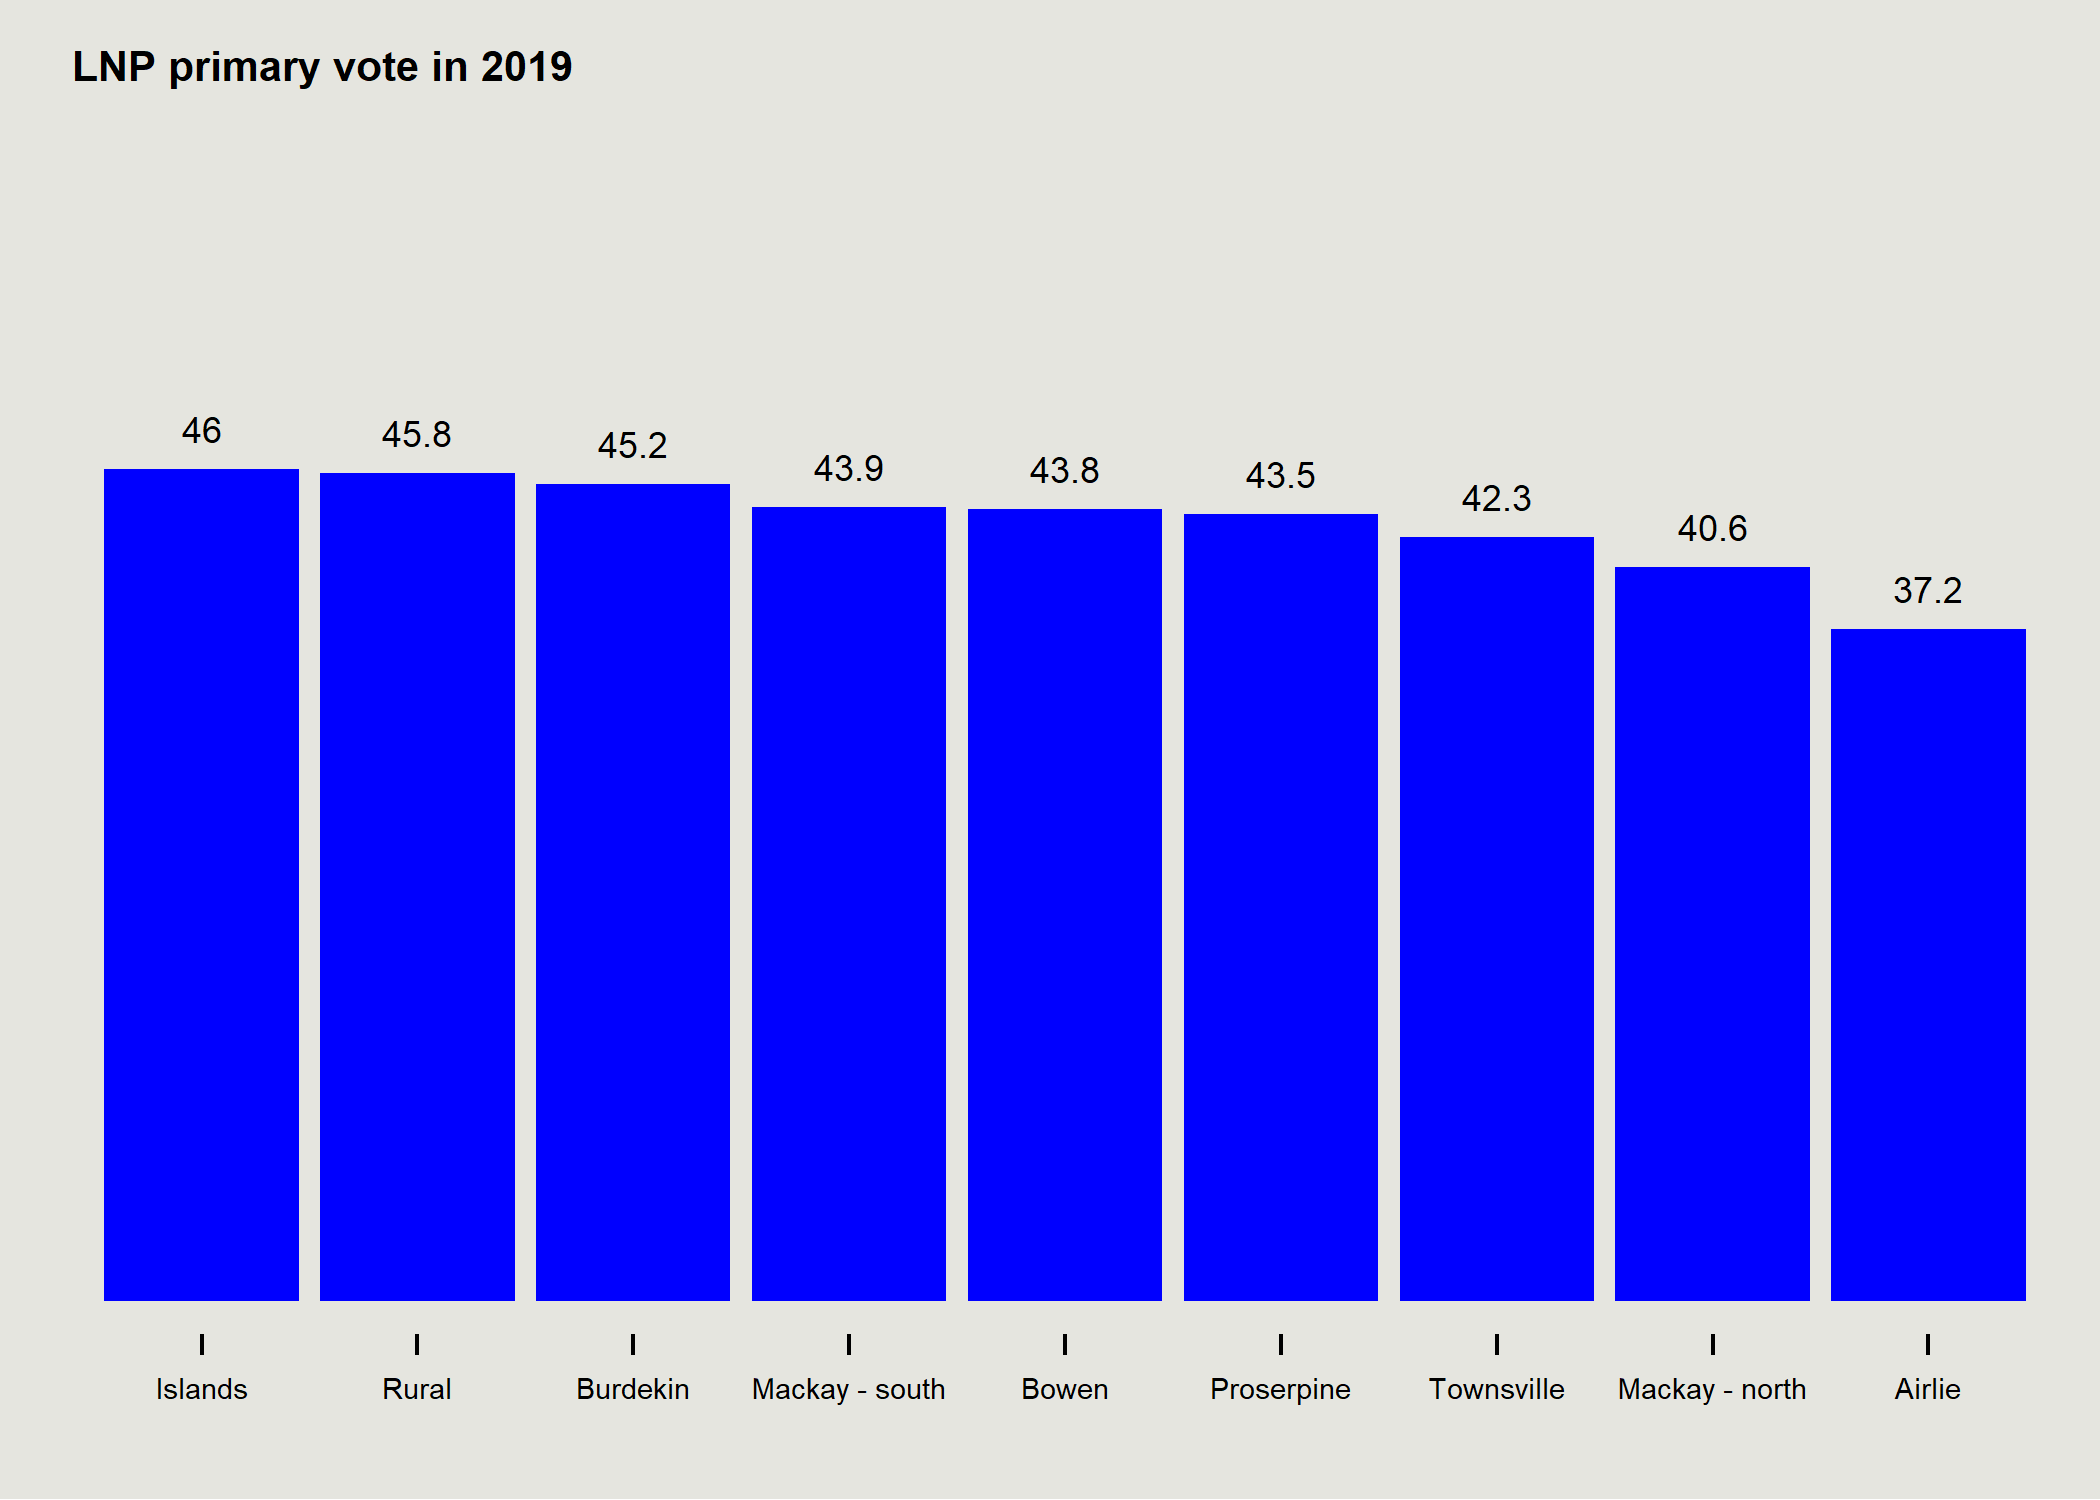 LNP primary vote in 2019
46
45.8
45.2
43.9
43.8
43.5
42.3
40.6
37.2
Islands
Rural
Burdekin
Mackay - south
Bowen
Proserpine
Townsville
Mackay - north
Airlie